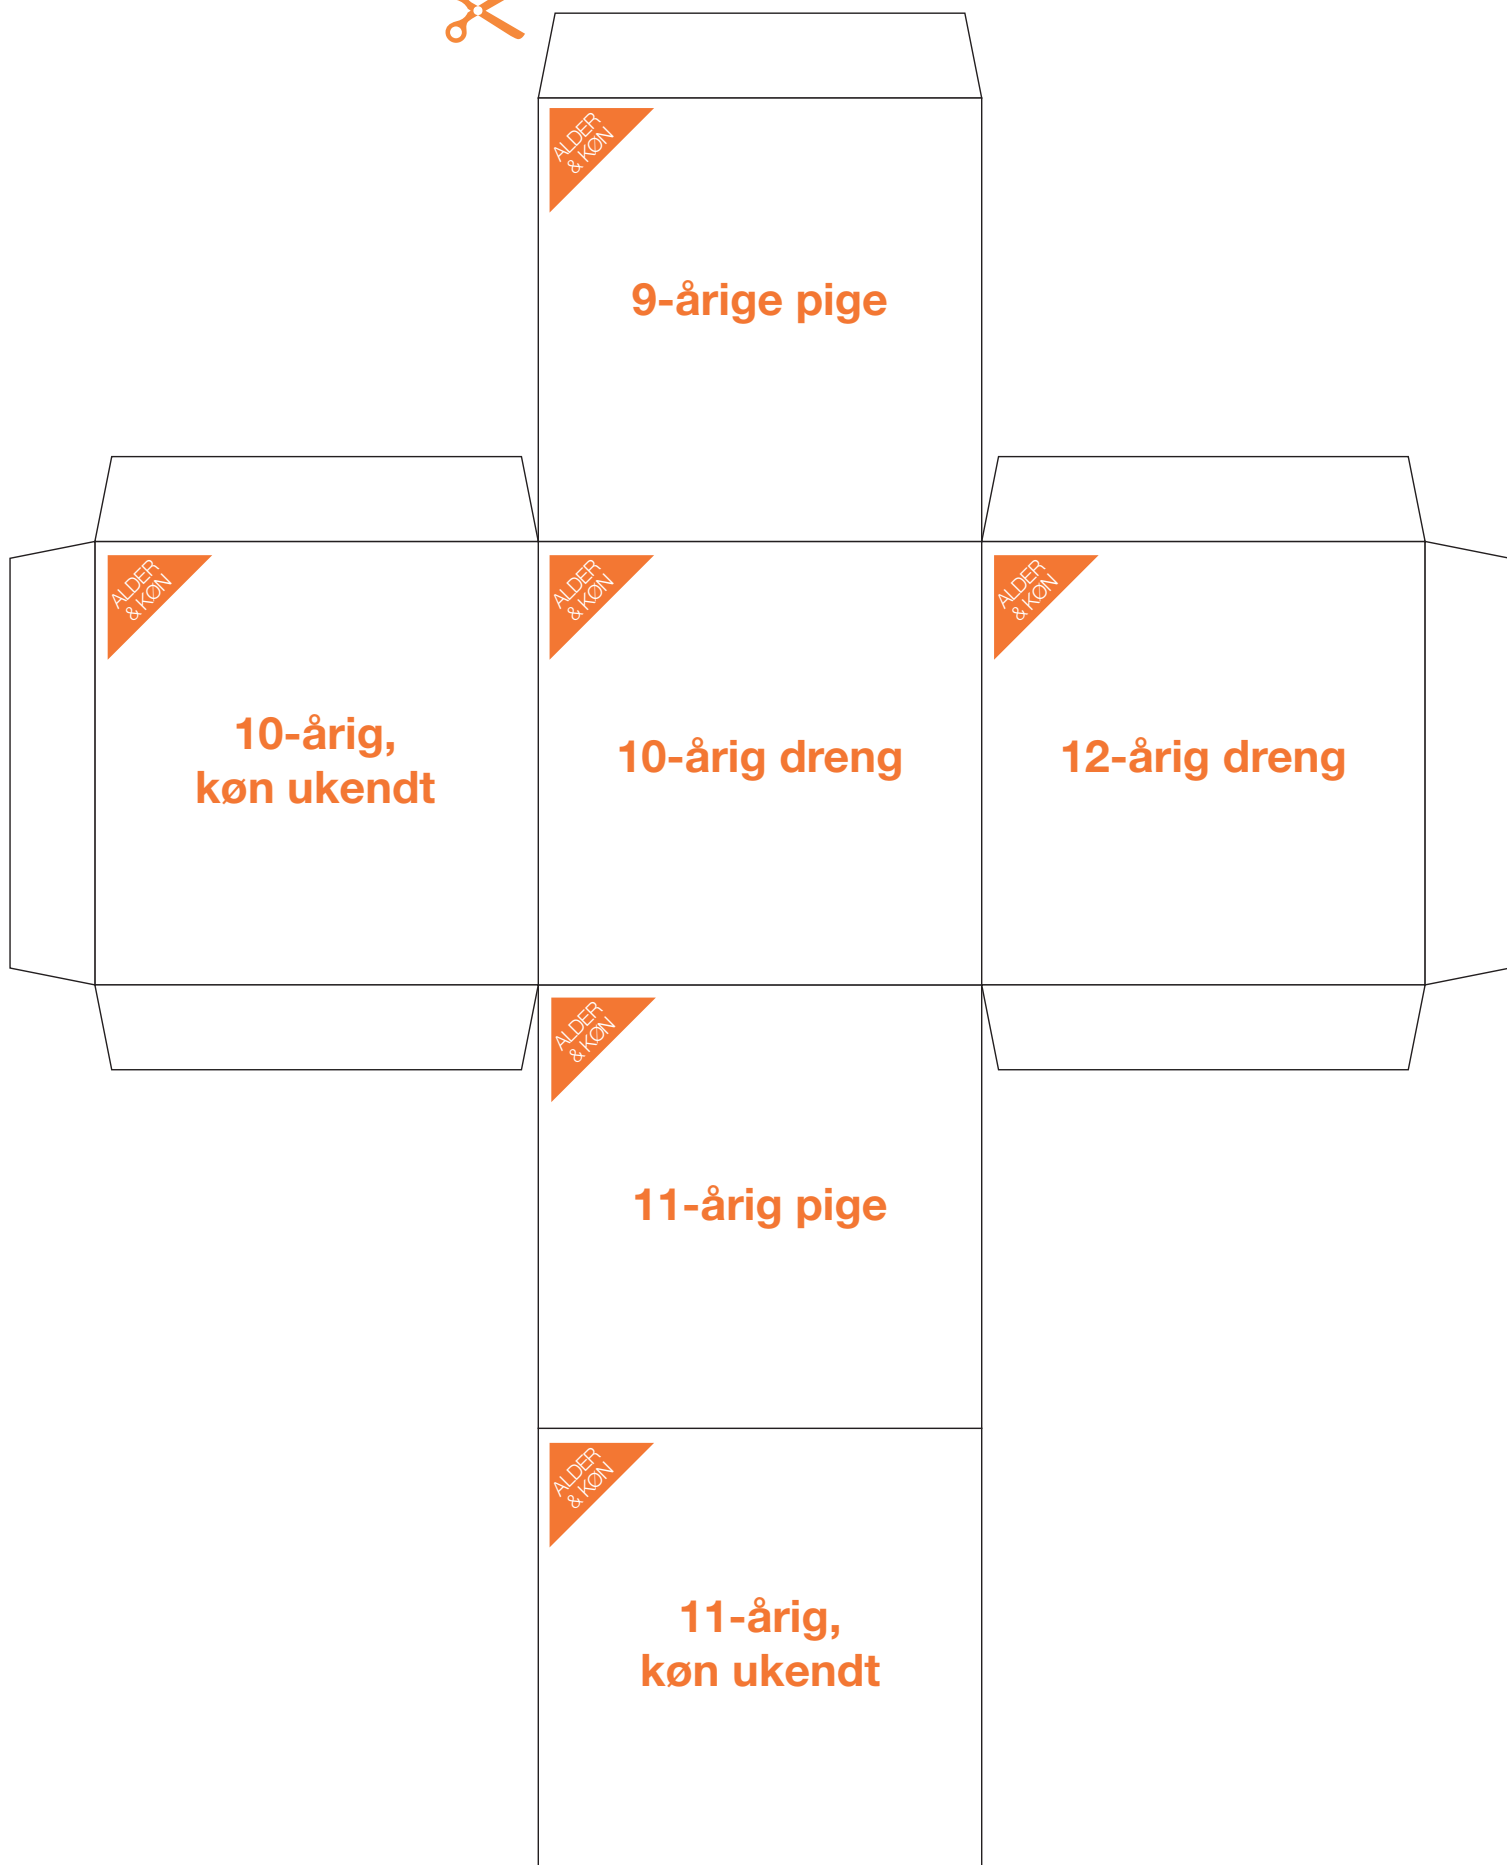 ALDER
& KØN
9-årige pige
ALDER
& KØN
10-årig,
køn ukendt
ALDER
& KØN
10-årig dreng
ALDER
& KØN
12-årig dreng
ALDER
& KØN
11-årig pige
ALDER
& KØN
11-årig,
køn ukendt